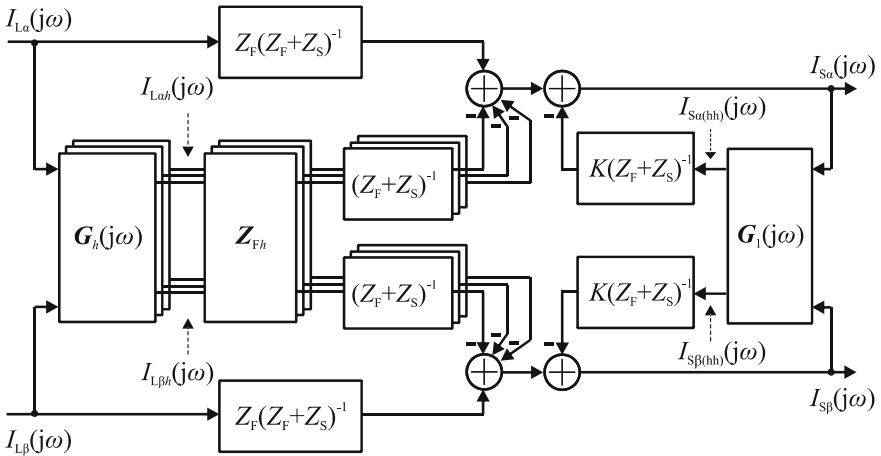 I_Lα(jω)
Z_F(Z_F+Z_S)^-1
I_Sα(jω)
I_Lαh(jω)
I_Sα(hh)(jω)
G_h(jω)
Z_Fh
(Z_F+Z_S)^-1
K(Z_F+Z_S)^-1
G_1(jω)
(Z_F+Z_S)^-1
K(Z_F+Z_S)^-1
I_Lβh(jω)
I_Sβ(hh)(jω)
I_Lβ(jω)
Z_F(Z_F+Z_S)^-1
I_Sβ(jω)